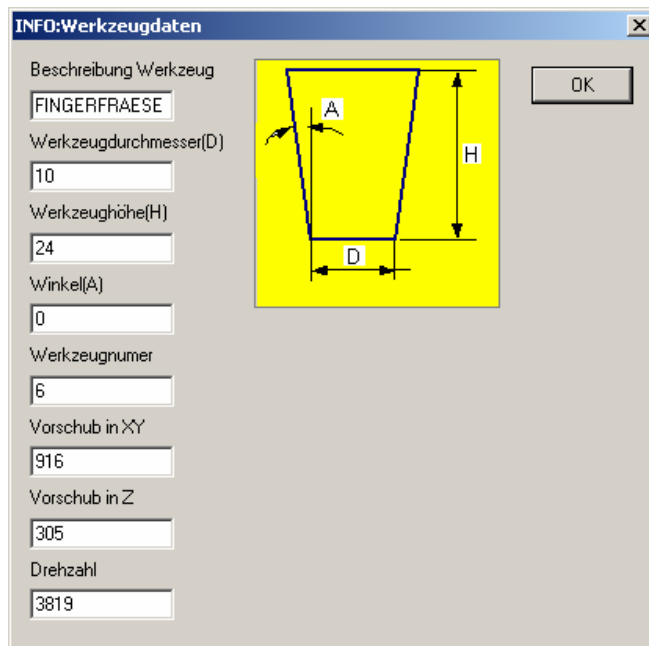 INFO:Werkzeugdaten
Beschreibung Werkzeug
FINGERFRAESE
Werkzeugdurchmesser(D)
10
Werkzeughöhe(H)
24
Winkel(A)
0
Werkzeugnumer
6
Vorschub in XY
916
Vorschub in Z
305
Drehzahl
3819
A
H
D
OK